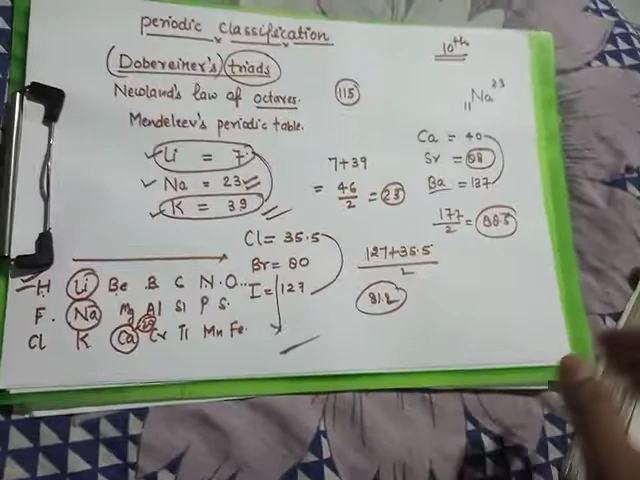 periodic classification
10th
(Dobereiner's) triads
Newland's law of octaves.
115
Mendeleev's periodic table.
11Na23
Li = 7.
Na = 23
K = 39
7+39
= 46/2 = 23
Ca = 40
Sr = 88
Ba = 137
177/2 = 88.5
Cl = 35.5
Br = 80
I = 127
127+35.5
2
81.2
H Li Be B C N. O...
F. Na Mg Al Si P S.
Cl K Ca Cr Ti Mn Fe.